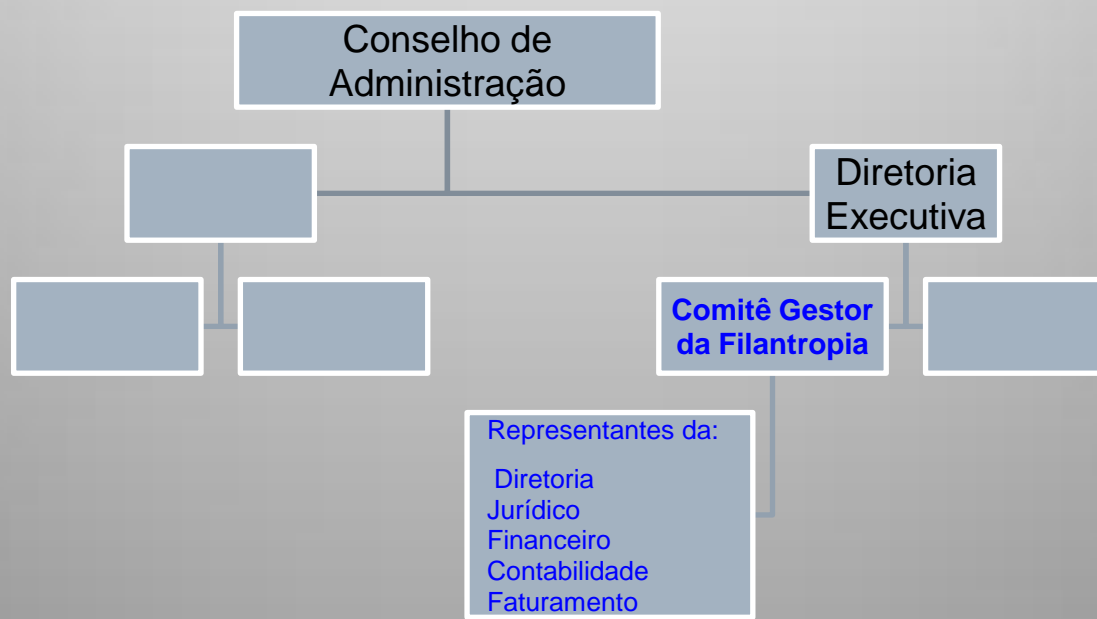 Conselho de
Administração
Diretoria
Executiva
Comitê Gestor
da Filantropia
Representantes da:
Diretoria
Jurídico
Financeiro
Contabilidade
Faturamento